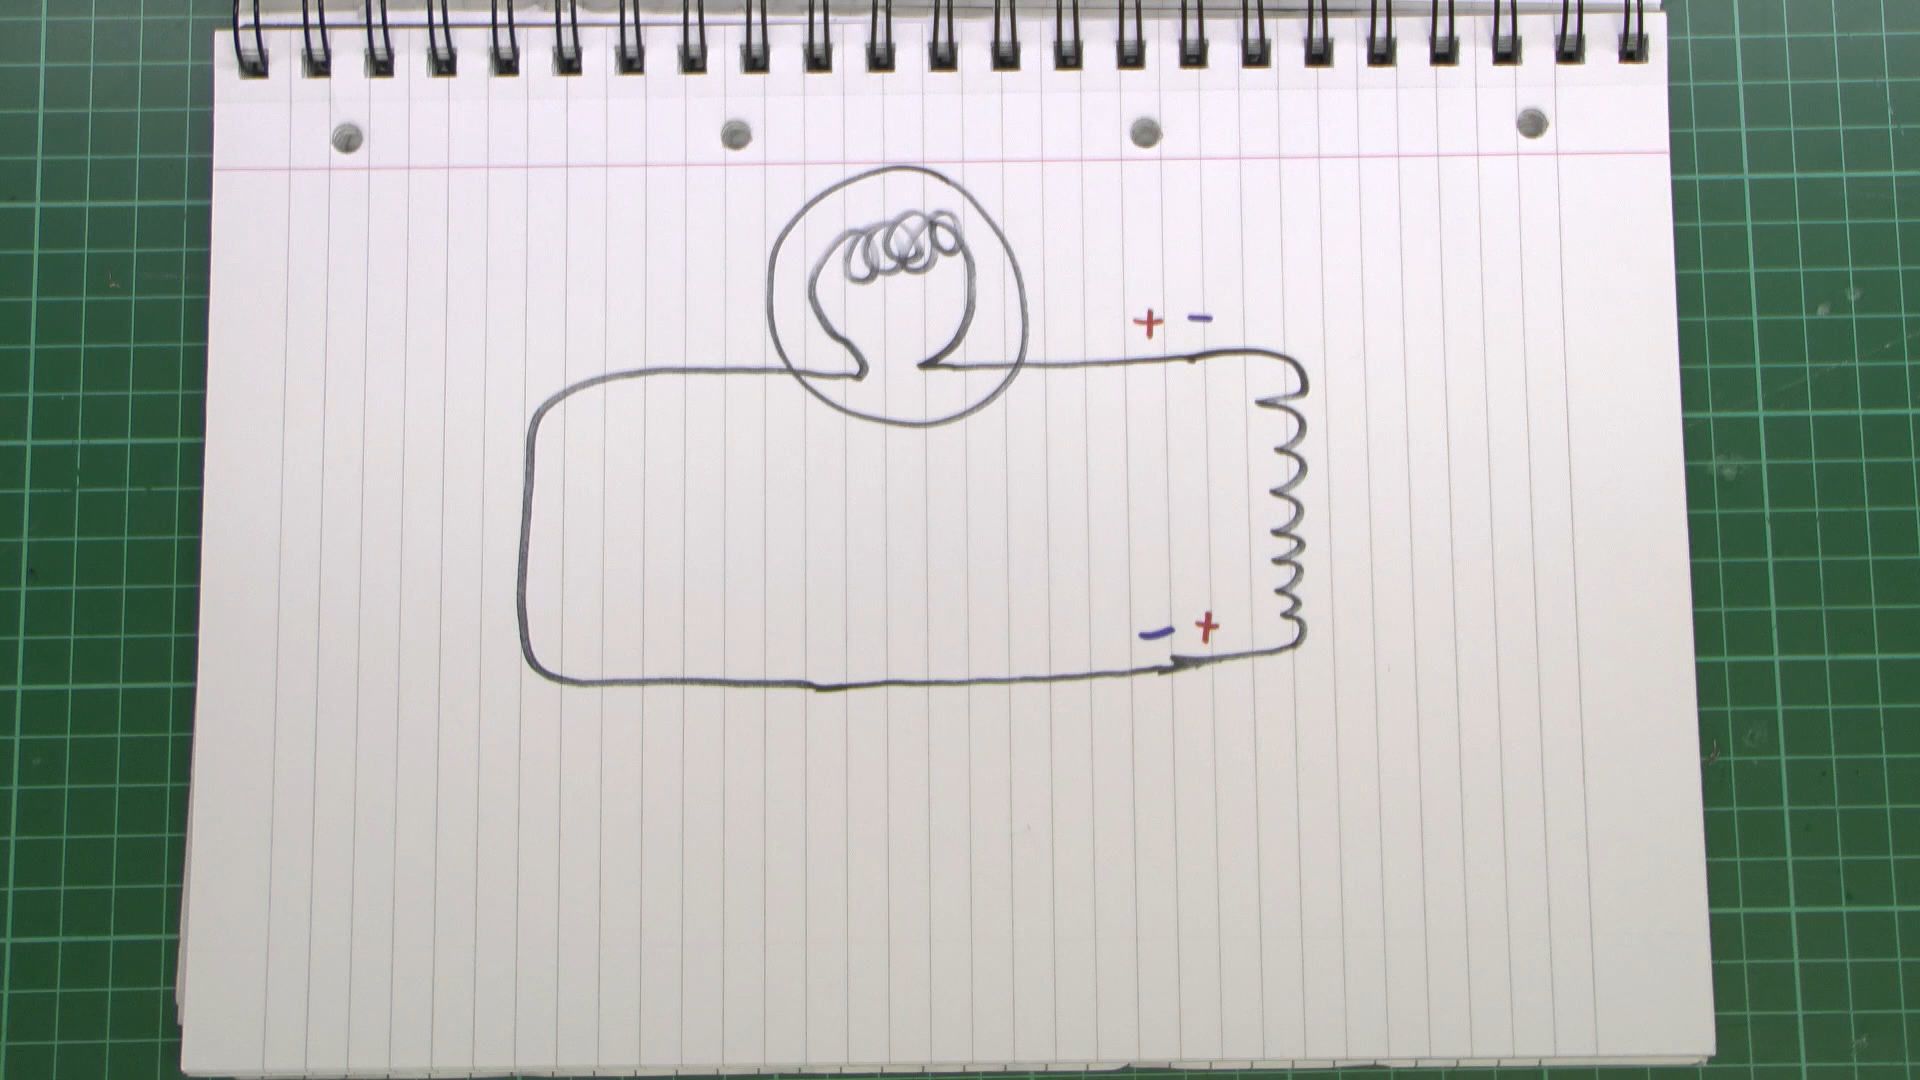 + -
- +